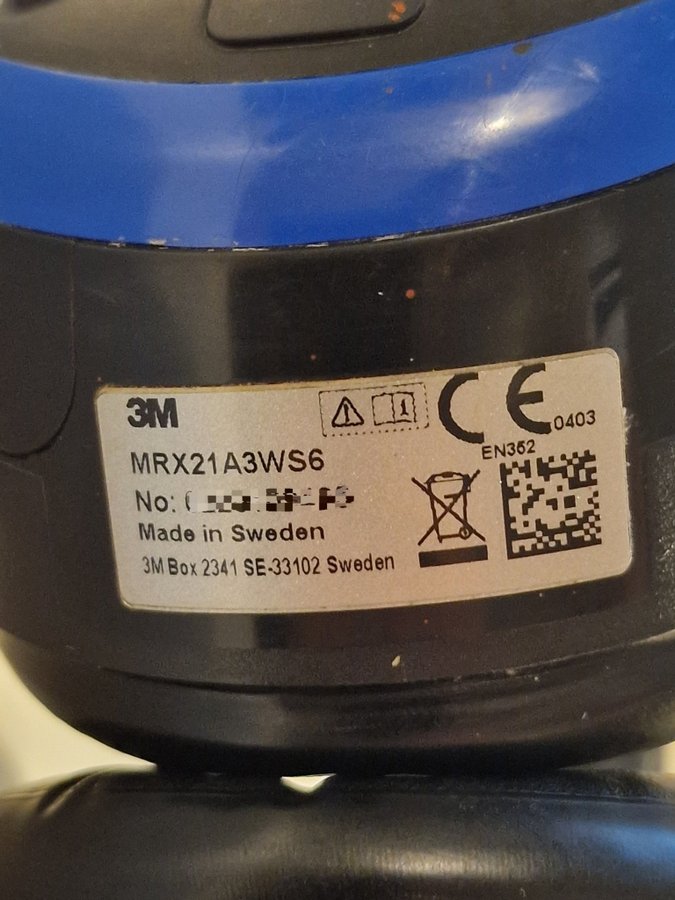 3M
CE 0403
MRX21A3WS6
EN352
No:
Made in Sweden
3M Box 2341 SE-33102 Sweden